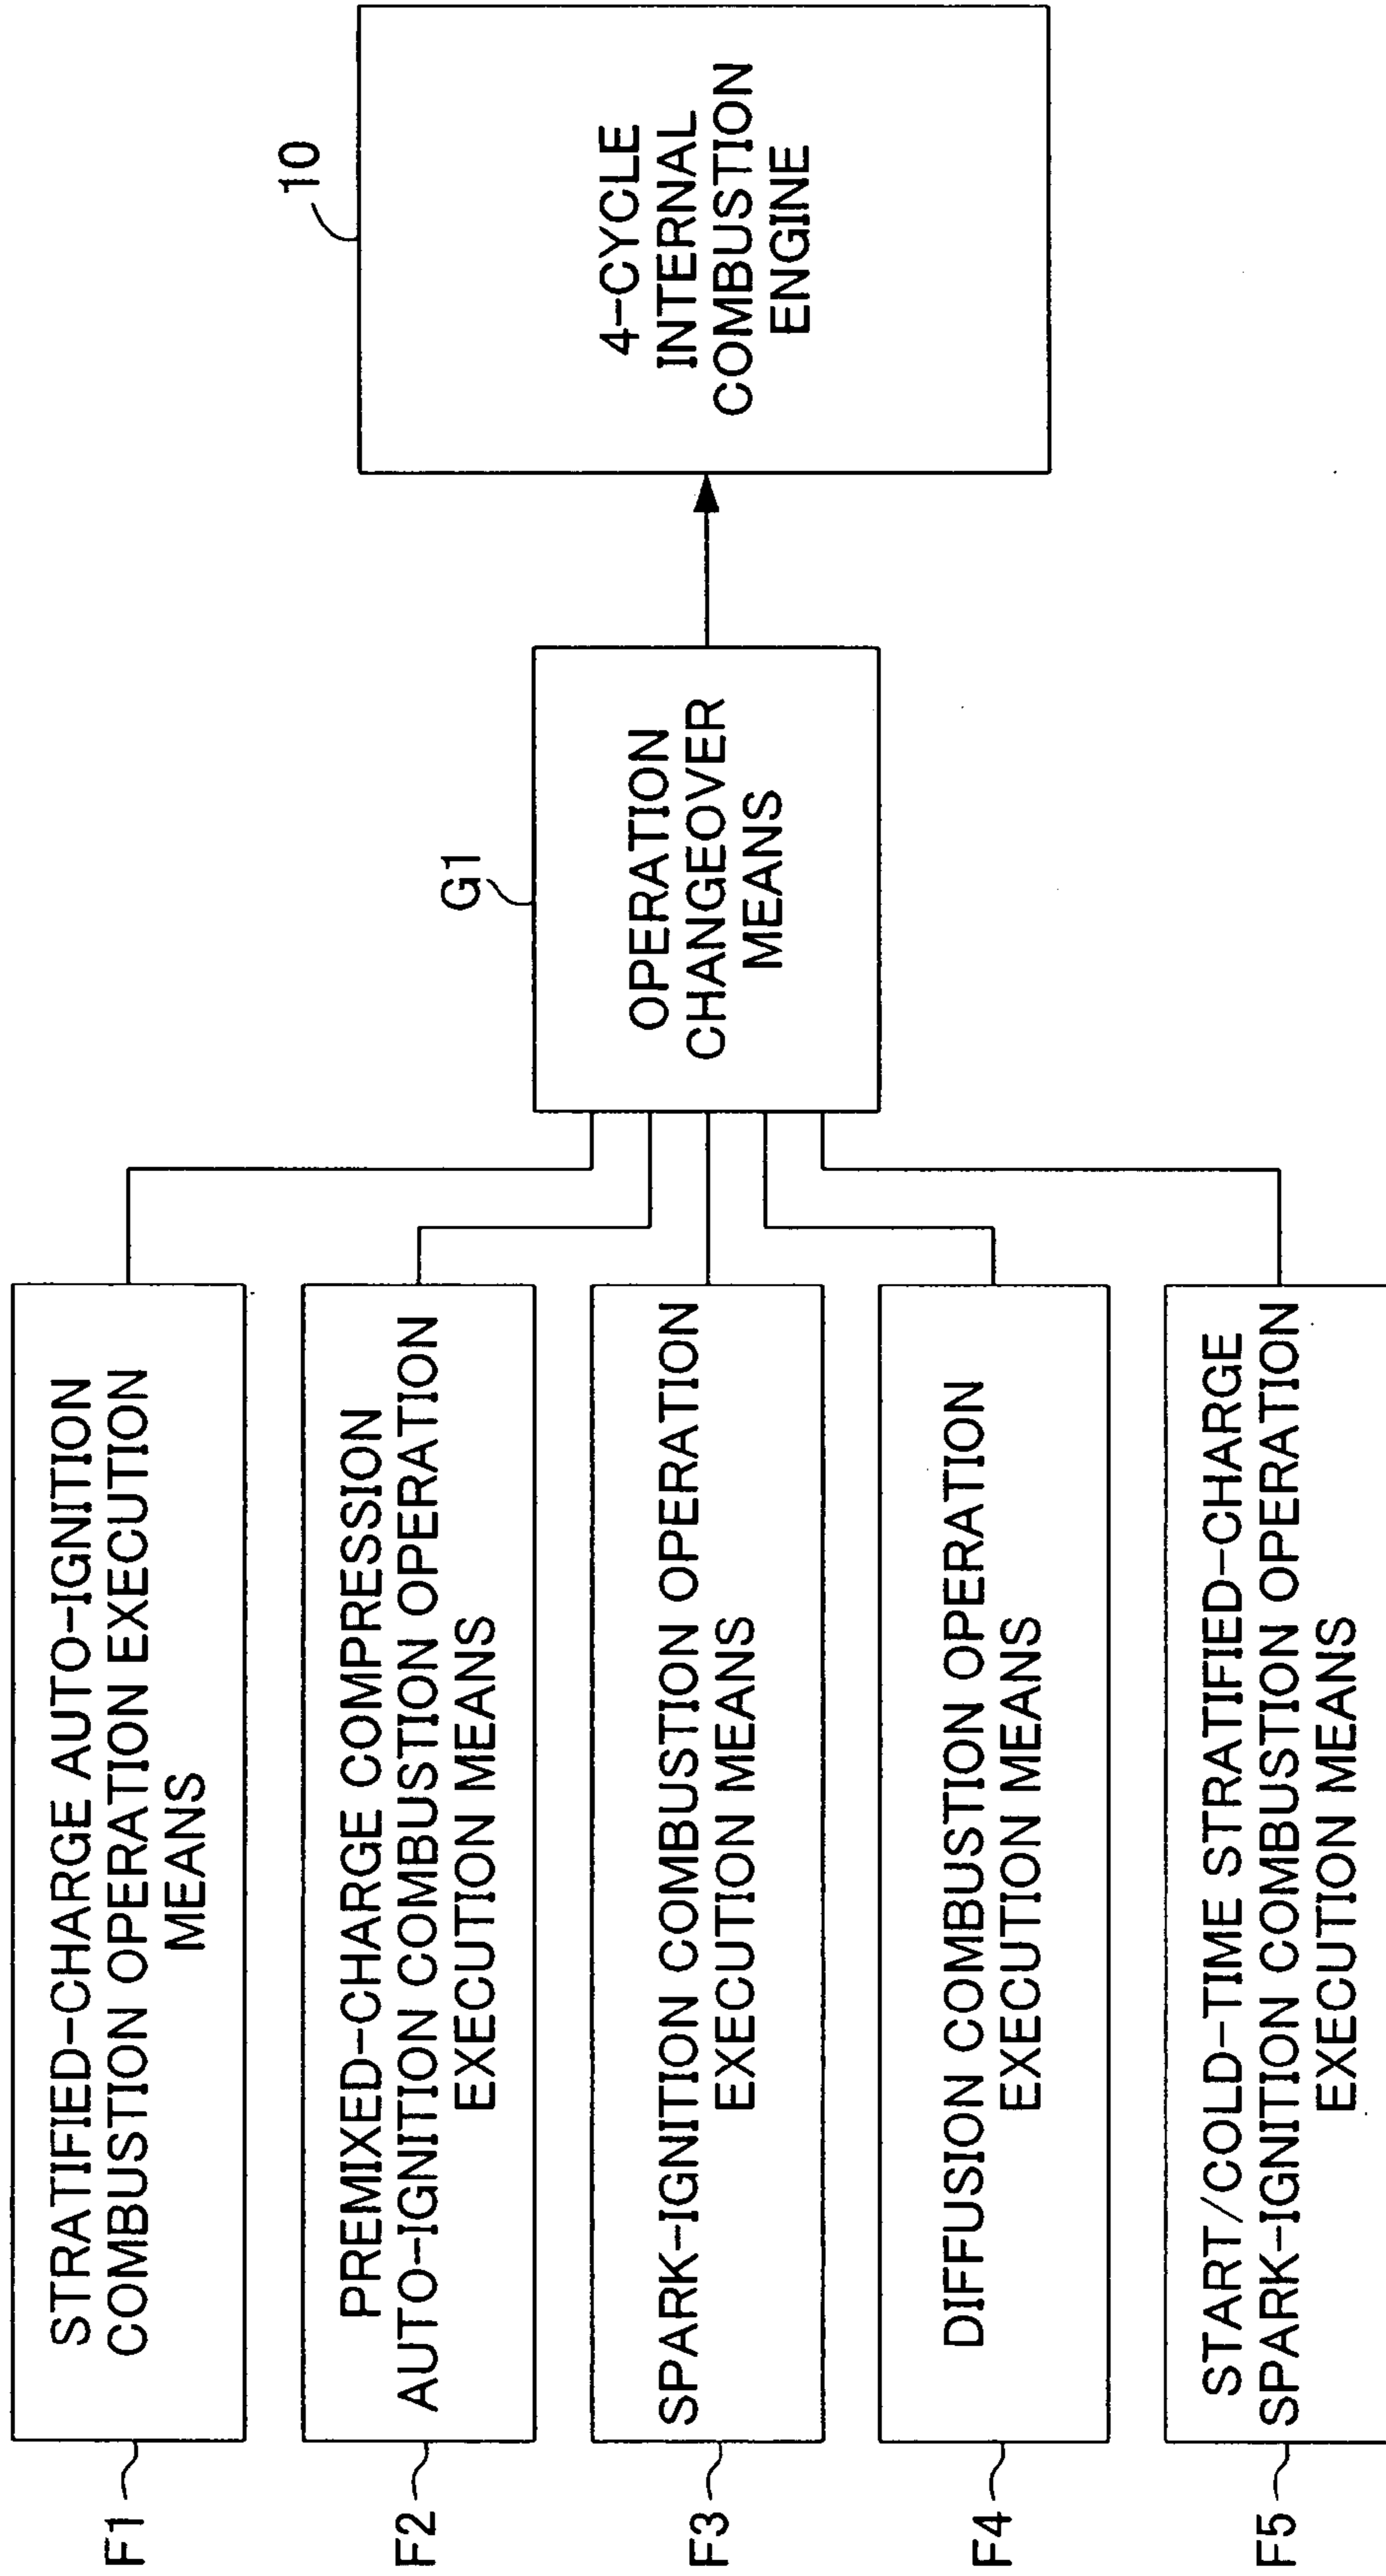 F1
STRATIFIED-CHARGE AUTO-IGNITION
COMBUSTION OPERATION EXECUTION
MEANS
F2
PREMIXED-CHARGE COMPRESSION
AUTO-IGNITION COMBUSTION OPERATION
EXECUTION MEANS
F3
SPARK-IGNITION COMBUSTION OPERATION
EXECUTION MEANS
F4
DIFFUSION COMBUSTION OPERATION
EXECUTION MEANS
F5
START/COLD-TIME STRATIFIED-CHARGE
SPARK-IGNITION COMBUSTION OPERATION
EXECUTION MEANS
G1
OPERATION
CHANGEOVER
MEANS
10
4-CYCLE
INTERNAL
COMBUSTION
ENGINE